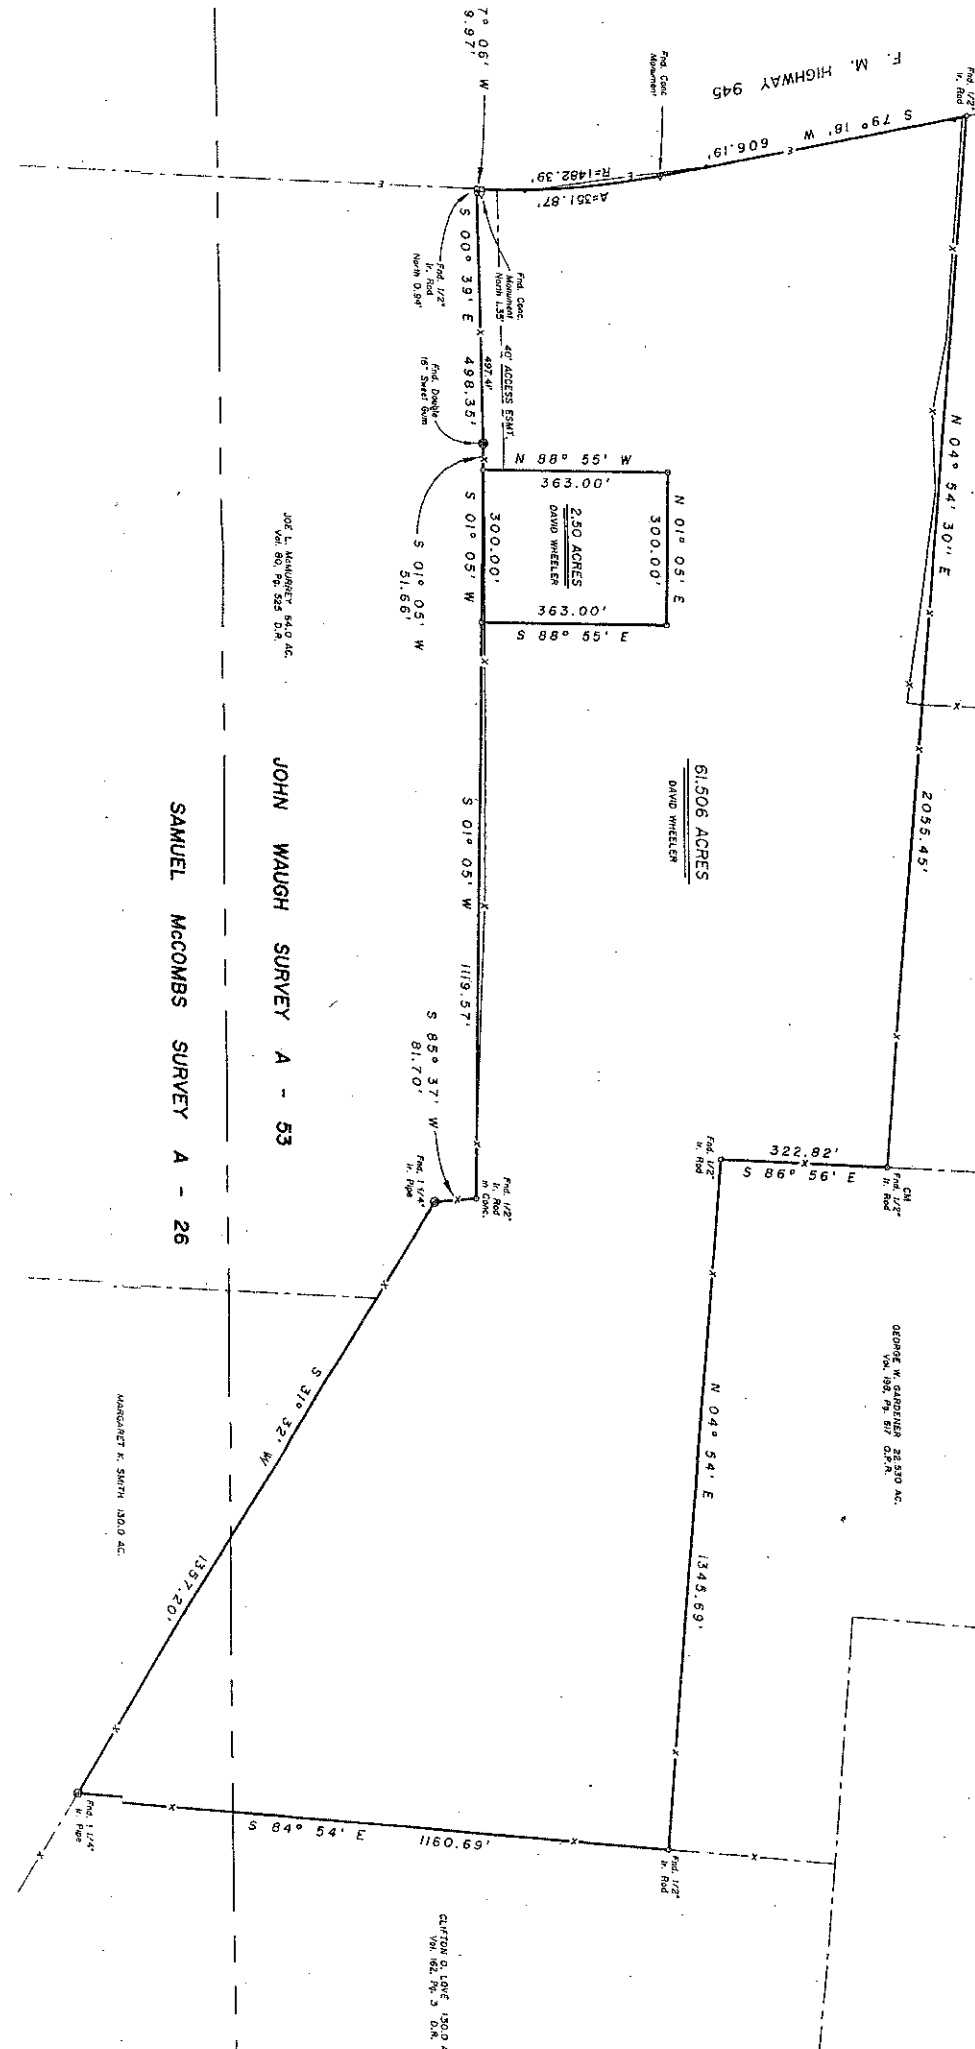 7° 06' W
9.97'
Fnd. Conc.
Monument
F. M. HIGHWAY 945
Fnd. 1/2"
Ir. Rod
S 79° 18' W 606.19'
R=1482.39'
A=351.87'
S 00° 39' E 498.35'
497.41'
Fnd. 1/2"
Ir. Rod
North 0.94'
Fnd. Conc.
Monument
North 1.35'
40' ACCESS ESMT.
Fnd. Double
16" Sweet Gum
S 01° 05' W
51.66'
N 88° 55' W
363.00'
N 01° 05' E
300.00'
2.50 ACRES
DAVID WHEELER
300.00'
S 01° 05' W
363.00'
S 88° 55' E
N 04° 54' 30" E 2055.45'
JOE L. McMURREY 54.0 AC.
Vol. 80, Pg. 525 D.R.
61.506 ACRES
DAVID WHEELER
S 01° 05' W 1119.57'
JOHN WAUGH SURVEY A - 53
SAMUEL McCOMBS SURVEY A - 26
S 85° 37' W
81.70'
Fnd. 1 1/4"
Ir. Pipe
Fnd. 1/2"
Ir. Rod
in Conc.
322.82'
S 86° 56' E
Fnd. 1/2"
Ir. Rod
CM
Fnd. 1/2"
Ir. Rod
GEORGE W. GARDENER 22.530 AC.
Vol. 198, Pg. 617 O.P.R.
N 04° 54' E 1345.69'
S 31° 32' W 1357.20'
MARGARET K. SMITH 130.0 AC.
Fnd. 1 1/4"
Ir. Pipe
S 84° 54' E 1160.69'
Fnd. 1/2"
Ir. Rod
CLIFTON O. LOVE 130.0
Vol. 162, Pg. 3 D.R.